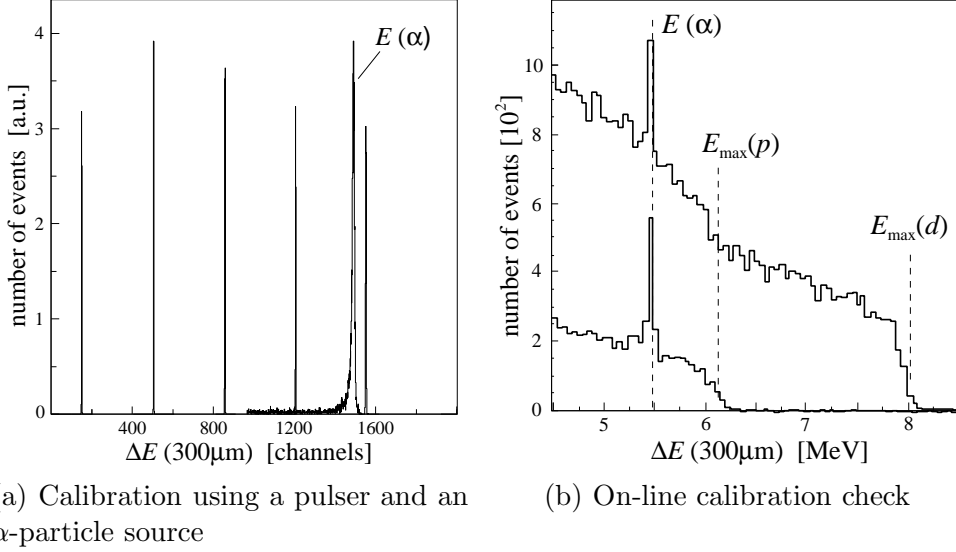 4
3
2
1
0
number of events [a.u.]
E (α)
400
800
1200
1600
ΔE (300μm) [channels]
10
8
6
4
2
0
number of events [10²]
E (α)
E_max(p)
E_max(d)
5
6
7
8
ΔE (300μm) [MeV]
a) Calibration using a pulser and an
α-particle source
(b) On-line calibration check